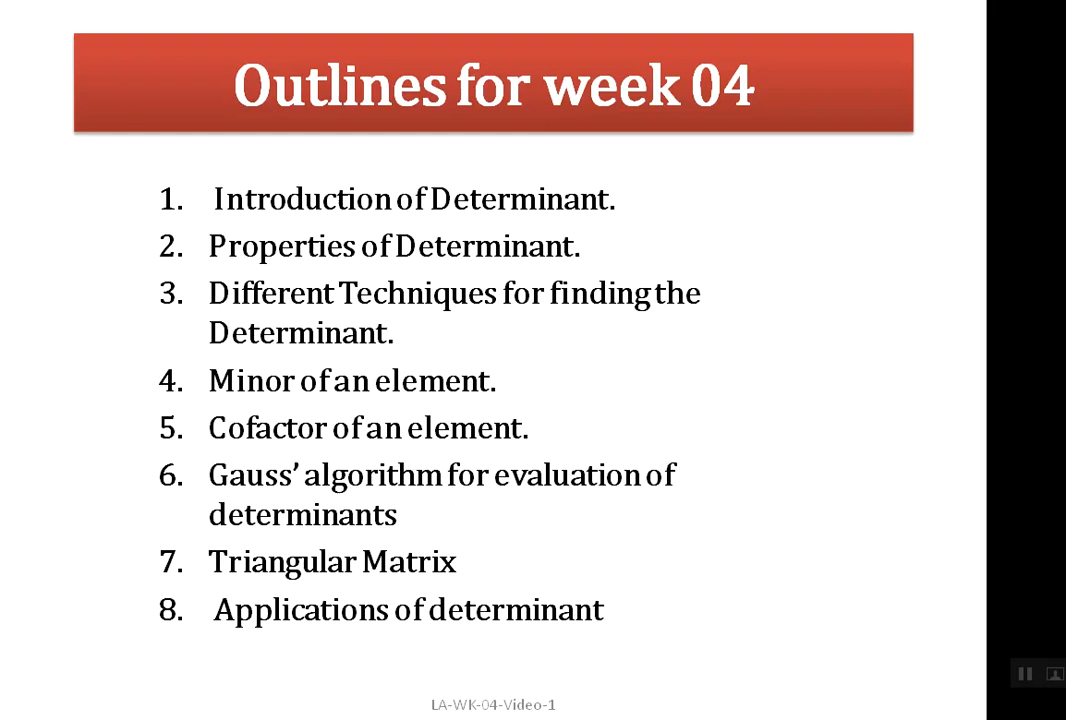 Outlines for week 04
1. Introduction of Determinant.
2. Properties of Determinant.
3. Different Techniques for finding the
Determinant.
4. Minor of an element.
5. Cofactor of an element.
6. Gauss’ algorithm for evaluation of
determinants
7. Triangular Matrix
8. Applications of determinant
LA-WK-04-Video-1